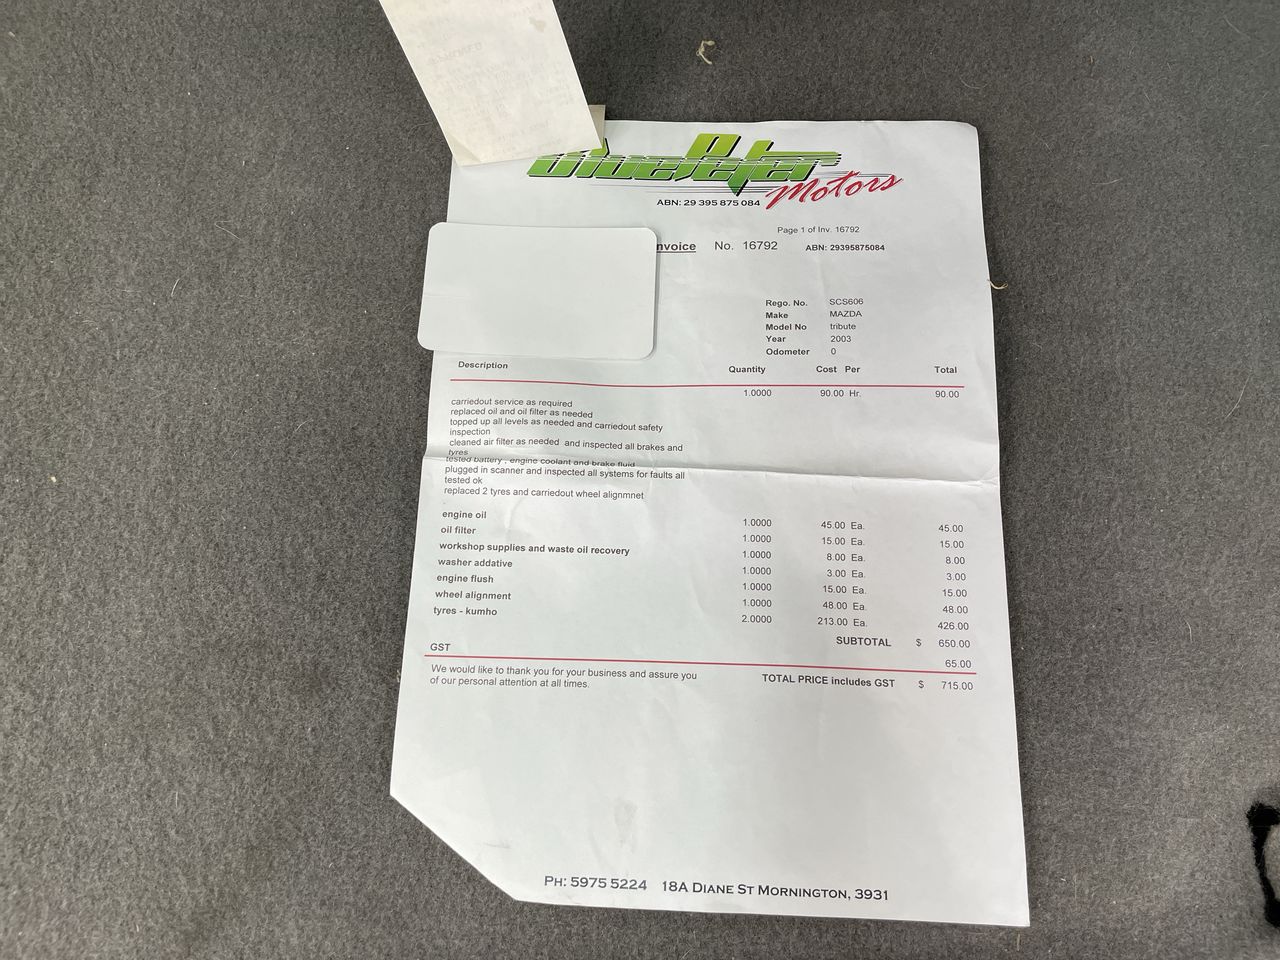 BluePeter Motors
ABN: 29 395 875 084
Page 1 of Inv. 16792
nvoice No. 16792 ABN: 29395875084
Rego. No. SCS606
Make MAZDA
Model No tribute
Year 2003
Odometer 0
Description Quantity Cost Per Total
1.0000 90.00 Hr. 90.00
carriedout service as required
replaced oil and oil filter as needed
topped up all levels as needed and carriedout safety
inspection
cleaned air filter as needed and inspected all brakes and
tyres
tested battery , engine coolant and brake fluid
plugged in scanner and inspected all systems for faults all
tested ok
replaced 2 tyres and carriedout wheel alignmnet
engine oil 1.0000 45.00 Ea. 45.00
oil filter 1.0000 15.00 Ea. 15.00
workshop supplies and waste oil recovery 1.0000 8.00 Ea. 8.00
washer addative 1.0000 3.00 Ea. 3.00
engine flush 1.0000 15.00 Ea. 15.00
wheel alignment 1.0000 48.00 Ea. 48.00
tyres - kumho 2.0000 213.00 Ea. 426.00
SUBTOTAL $ 650.00
GST 65.00
We would like to thank you for your business and assure you
of our personal attention at all times.
TOTAL PRICE includes GST $ 715.00
PH: 5975 5224 18A DIANE ST MORNINGTON, 3931